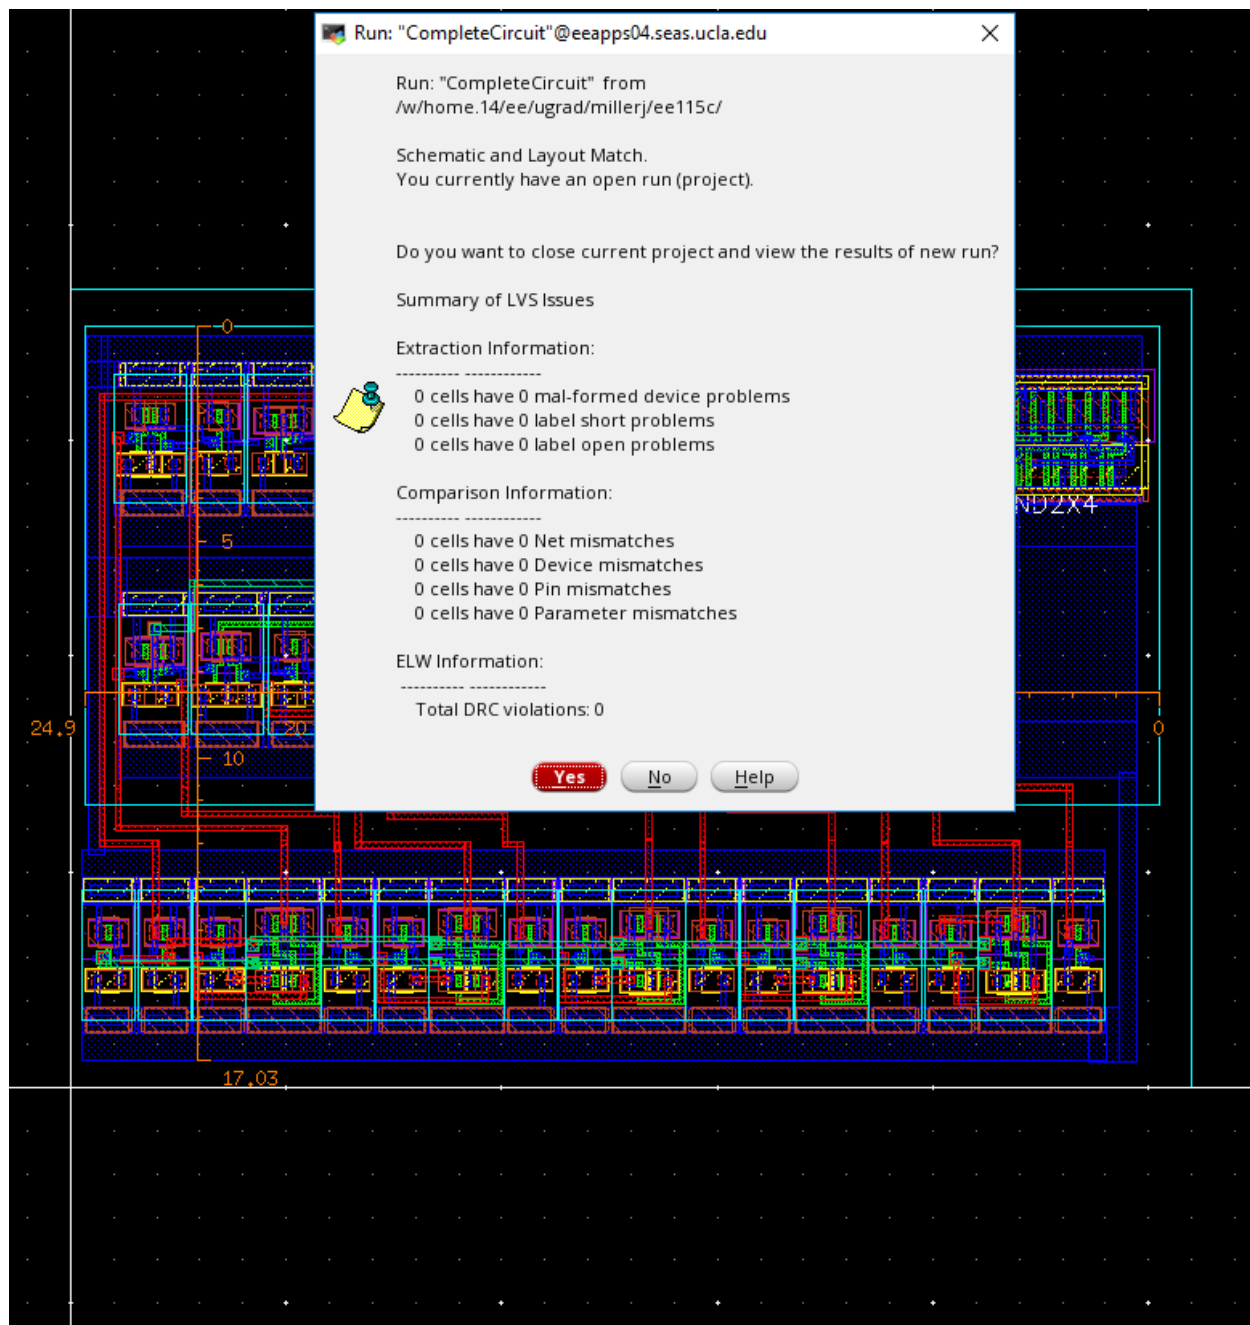 Run: "CompleteCircuit"@eeapps04.seas.ucla.edu
Run: "CompleteCircuit" from
/w/home.14/ee/ugrad/millerj/ee115c/
Schematic and Layout Match.
You currently have an open run (project).
Do you want to close current project and view the results of new run?
Summary of LVS Issues
Extraction Information:
---------- ------------
0 cells have 0 mal-formed device problems
0 cells have 0 label short problems
0 cells have 0 label open problems
Comparison Information:
---------- ------------
0 cells have 0 Net mismatches
0 cells have 0 Device mismatches
0 cells have 0 Pin mismatches
0 cells have 0 Parameter mismatches
ELW Information:
---------- ------------
Total DRC violations: 0
Yes No Help
0
ND2X4
5
24.9 20 0
10
17.03